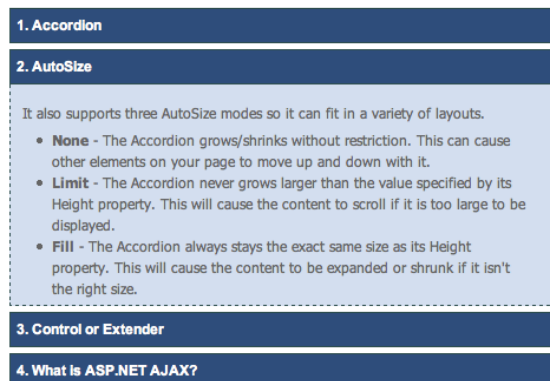 1. Accordion
2. AutoSize
It also supports three AutoSize modes so it can fit in a variety of layouts.
• None - The Accordion grows/shrinks without restriction. This can cause
other elements on your page to move up and down with it.
• Limit - The Accordion never grows larger than the value specified by its
Height property. This will cause the content to scroll if it is too large to be
displayed.
• Fill - The Accordion always stays the exact same size as its Height
property. This will cause the content to be expanded or shrunk if it isn't
the right size.
3. Control or Extender
4. What is ASP.NET AJAX?